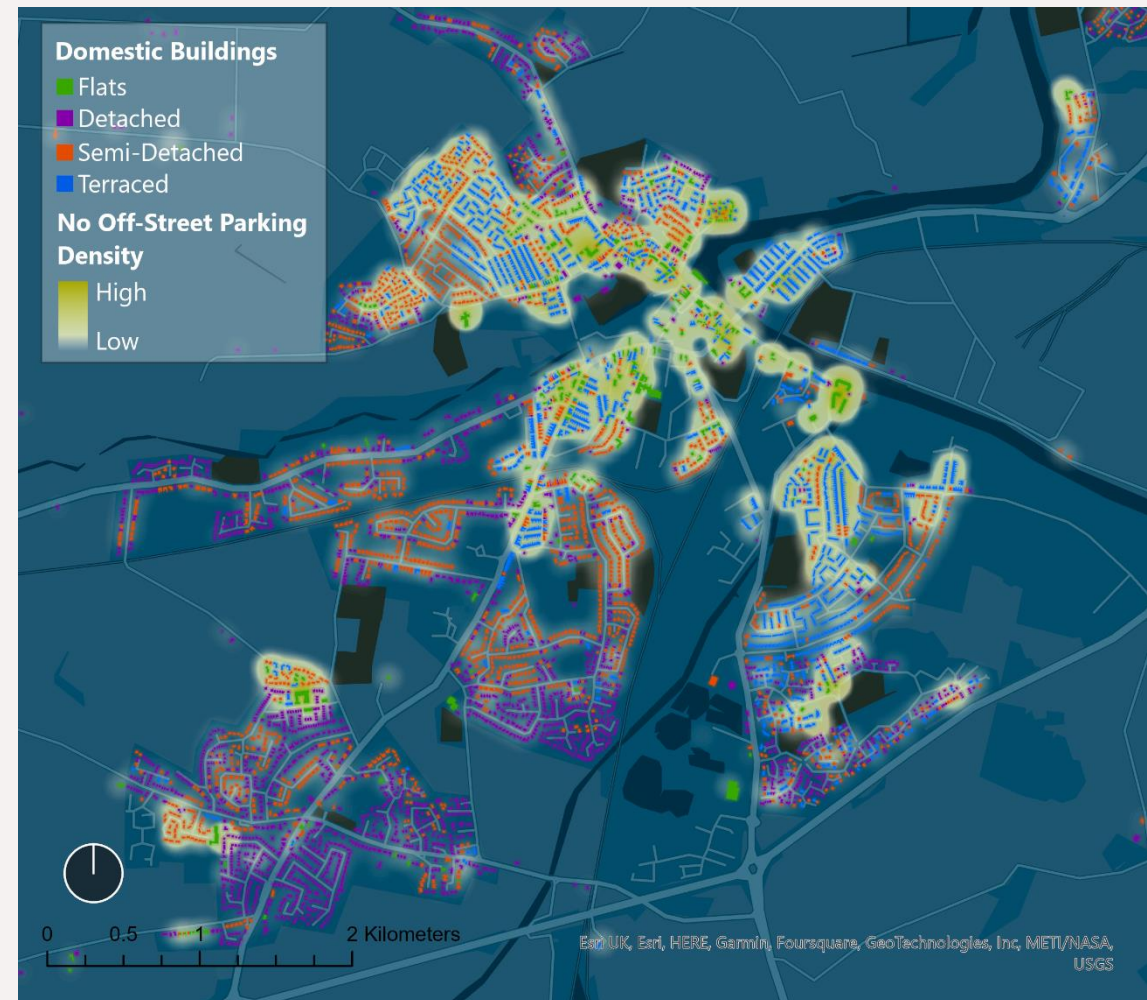 Domestic Buildings
Flats
Detached
Semi-Detached
Terraced
No Off-Street Parking
Density
High
Low
0 0.5 1 2 Kilometers
Esri UK, Esri, HERE, Garmin, Foursquare, GeoTechnologies, Inc, METI/NASA,
USGS